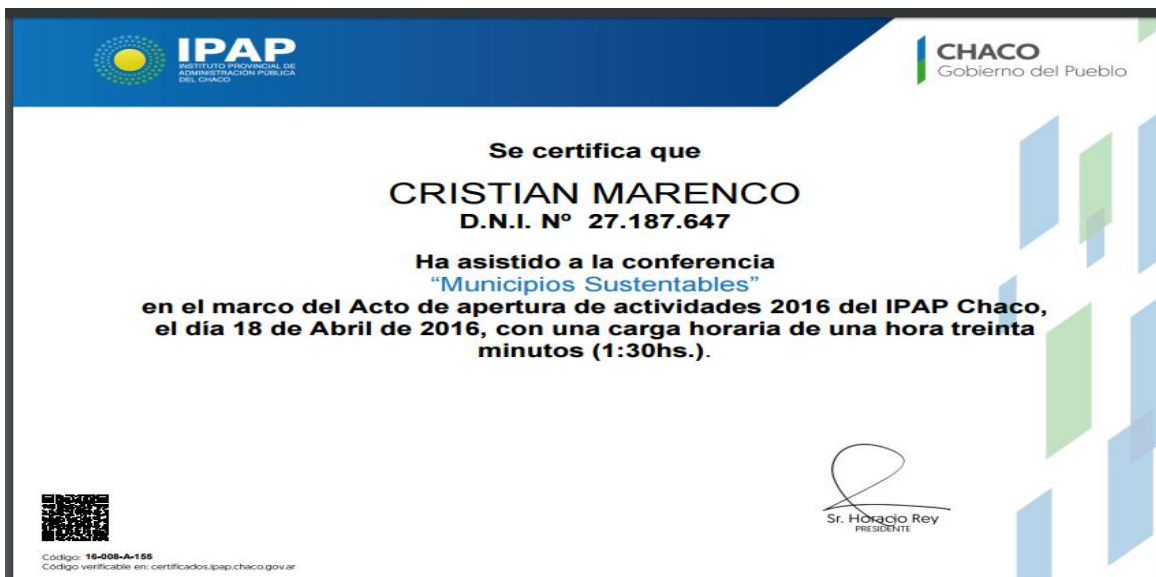 IPAP
INSTITUTO PROVINCIAL DE
ADMINISTRACIÓN PÚBLICA
DEL CHACO
CHACO
Gobierno del Pueblo
Se certifica que
CRISTIAN MARENCO
D.N.I. Nº 27.187.647
Ha asistido a la conferencia
“Municipios Sustentables”
en el marco del Acto de apertura de actividades 2016 del IPAP Chaco,
el día 18 de Abril de 2016, con una carga horaria de una hora treinta
minutos (1:30hs.).
Sr. Horacio Rey
PRESIDENTE
Código: 16-008-A-155
Código verificable en: certificados.ipap.chaco.gov.ar